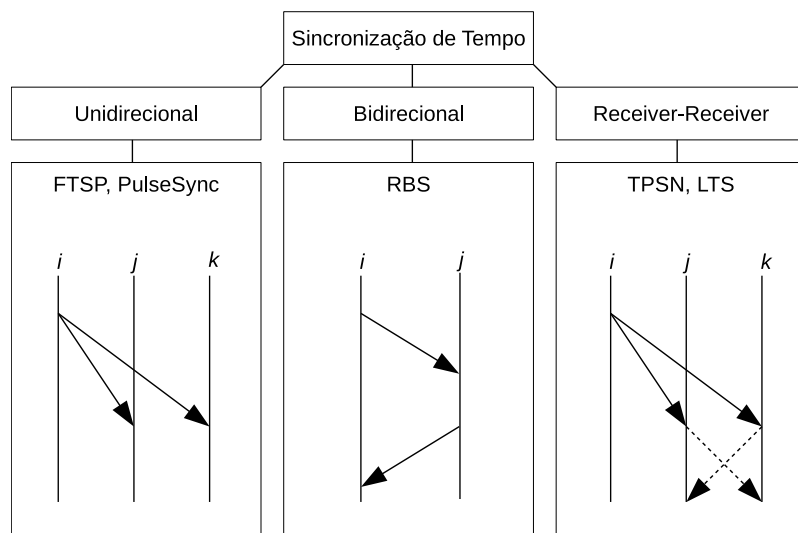 Sincronização de Tempo
Unidirecional
Bidirecional
Receiver-Receiver
FTSP, PulseSync
RBS
TPSN, LTS
i j k
i j
i j k